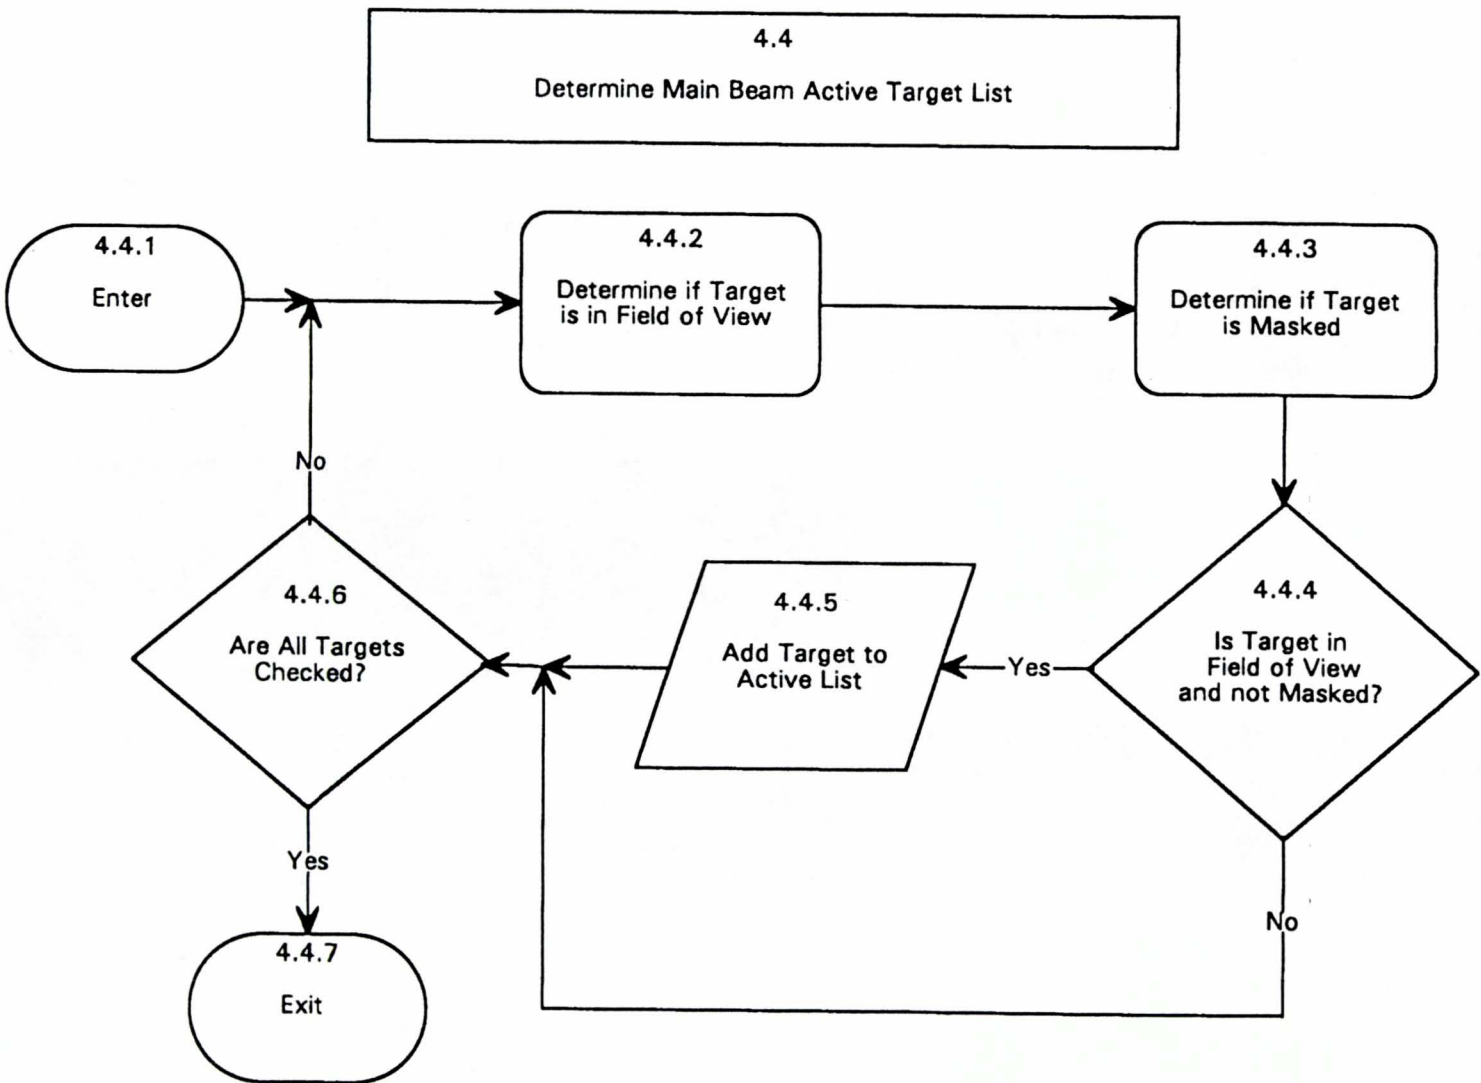 4.4
Determine Main Beam Active Target List
4.4.1
Enter
4.4.2
Determine if Target
is in Field of View
4.4.3
Determine if Target
is Masked
No
4.4.4
Is Target in
Field of View
and not Masked?
Yes
4.4.5
Add Target to
Active List
4.4.6
Are All Targets
Checked?
Yes
No
4.4.7
Exit